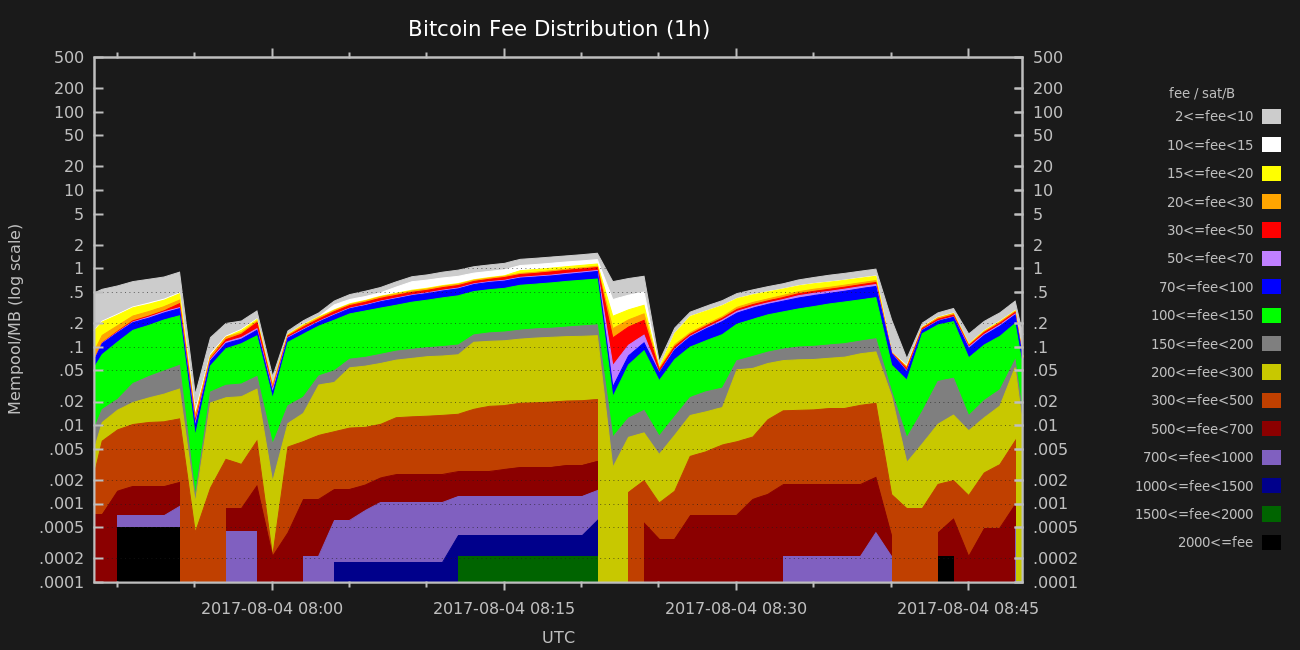 Bitcoin Fee Distribution (1h)
Mempool/MB (log scale)
500
200
100
50
20
10
5
2
1
.5
.2
.1
.05
.02
.01
.005
.002
.001
.0005
.0002
.0001
500
200
100
50
20
10
5
2
1
.5
.2
.1
.05
.02
.01
.005
.002
.001
.0005
.0002
.0001
2017-08-04 08:00
2017-08-04 08:15
2017-08-04 08:30
2017-08-04 08:45
UTC
fee / sat/B
2<=fee<10
10<=fee<15
15<=fee<20
20<=fee<30
30<=fee<50
50<=fee<70
70<=fee<100
100<=fee<150
150<=fee<200
200<=fee<300
300<=fee<500
500<=fee<700
700<=fee<1000
1000<=fee<1500
1500<=fee<2000
2000<=fee